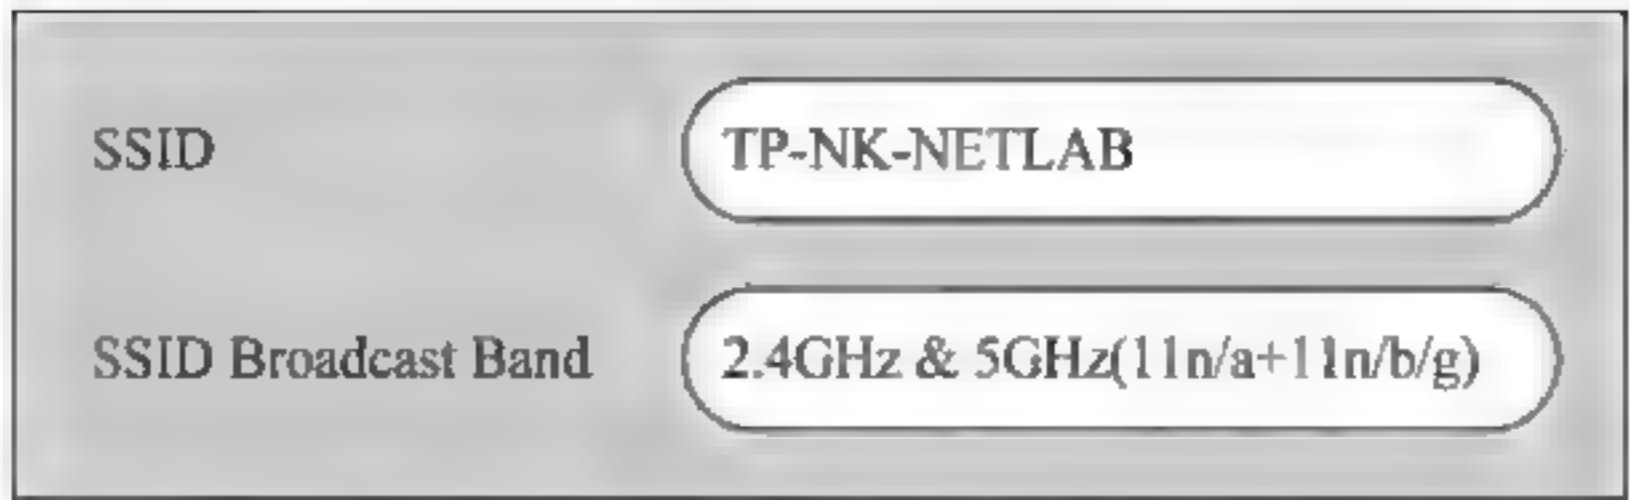 SSID
TP-NK-NETLAB
SSID Broadcast Band
2.4GHz & 5GHz(11n/a+11n/b/g)